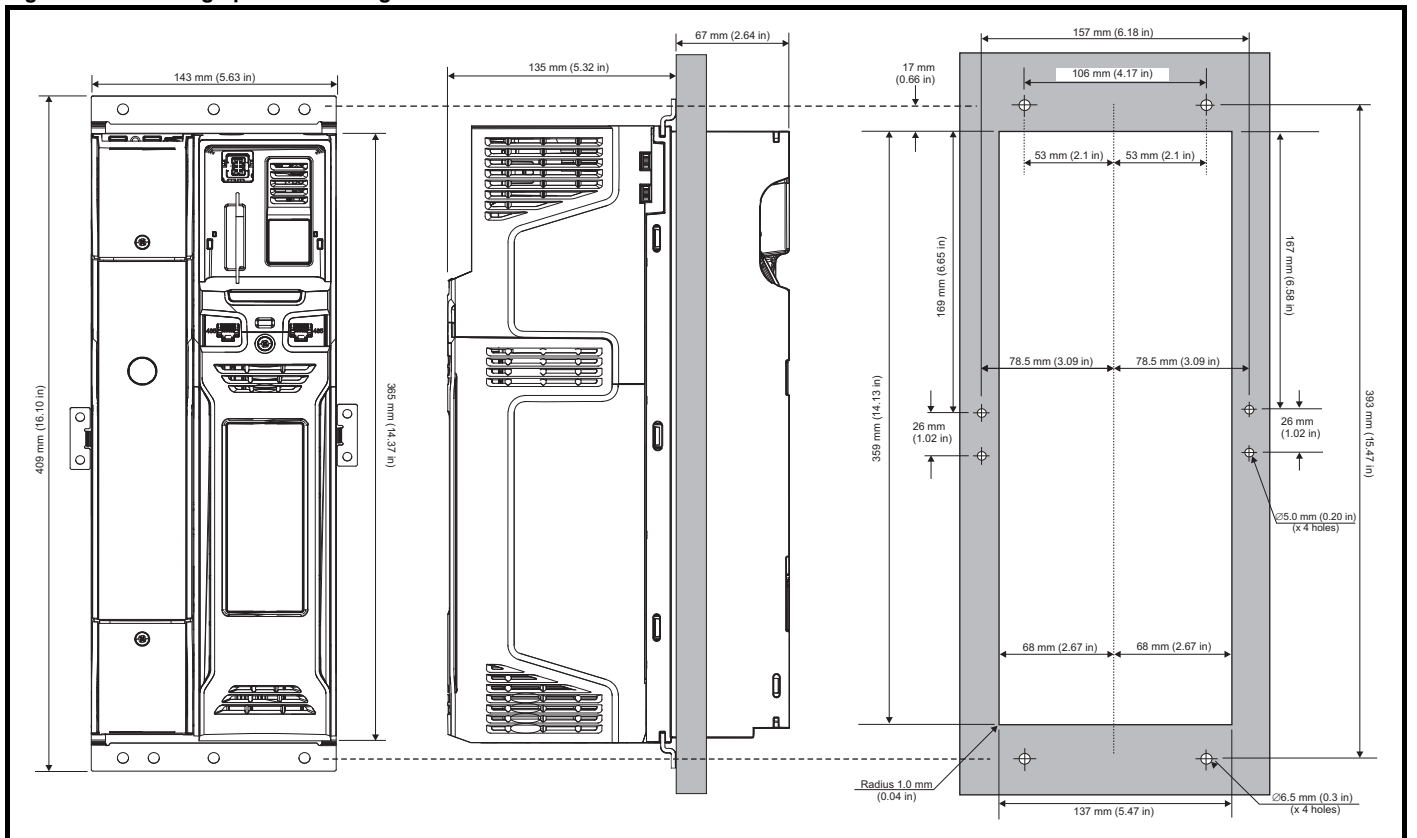 143 mm (5.63 in)
409 mm (16.10 in)
365 mm (14.37 in)
485
485
135 mm (5.32 in)
67 mm (2.64 in)
17 mm
(0.66 in)
157 mm (6.18 in)
106 mm (4.17 in)
53 mm (2.1 in)
53 mm (2.1 in)
169 mm (6.65 in)
167 mm
(6.58 in)
359 mm (14.13 in)
78.5 mm (3.09 in)
78.5 mm (3.09 in)
26 mm
(1.02 in)
26 mm
(1.02 in)
393 mm (15.47 in)
∅5.0 mm (0.20 in)
(x 4 holes)
68 mm (2.67 in)
68 mm (2.67 in)
Radius 1.0 mm
(0.04 in)
137 mm (5.47 in)
∅6.5 mm (0.3 in)
(x 4 holes)